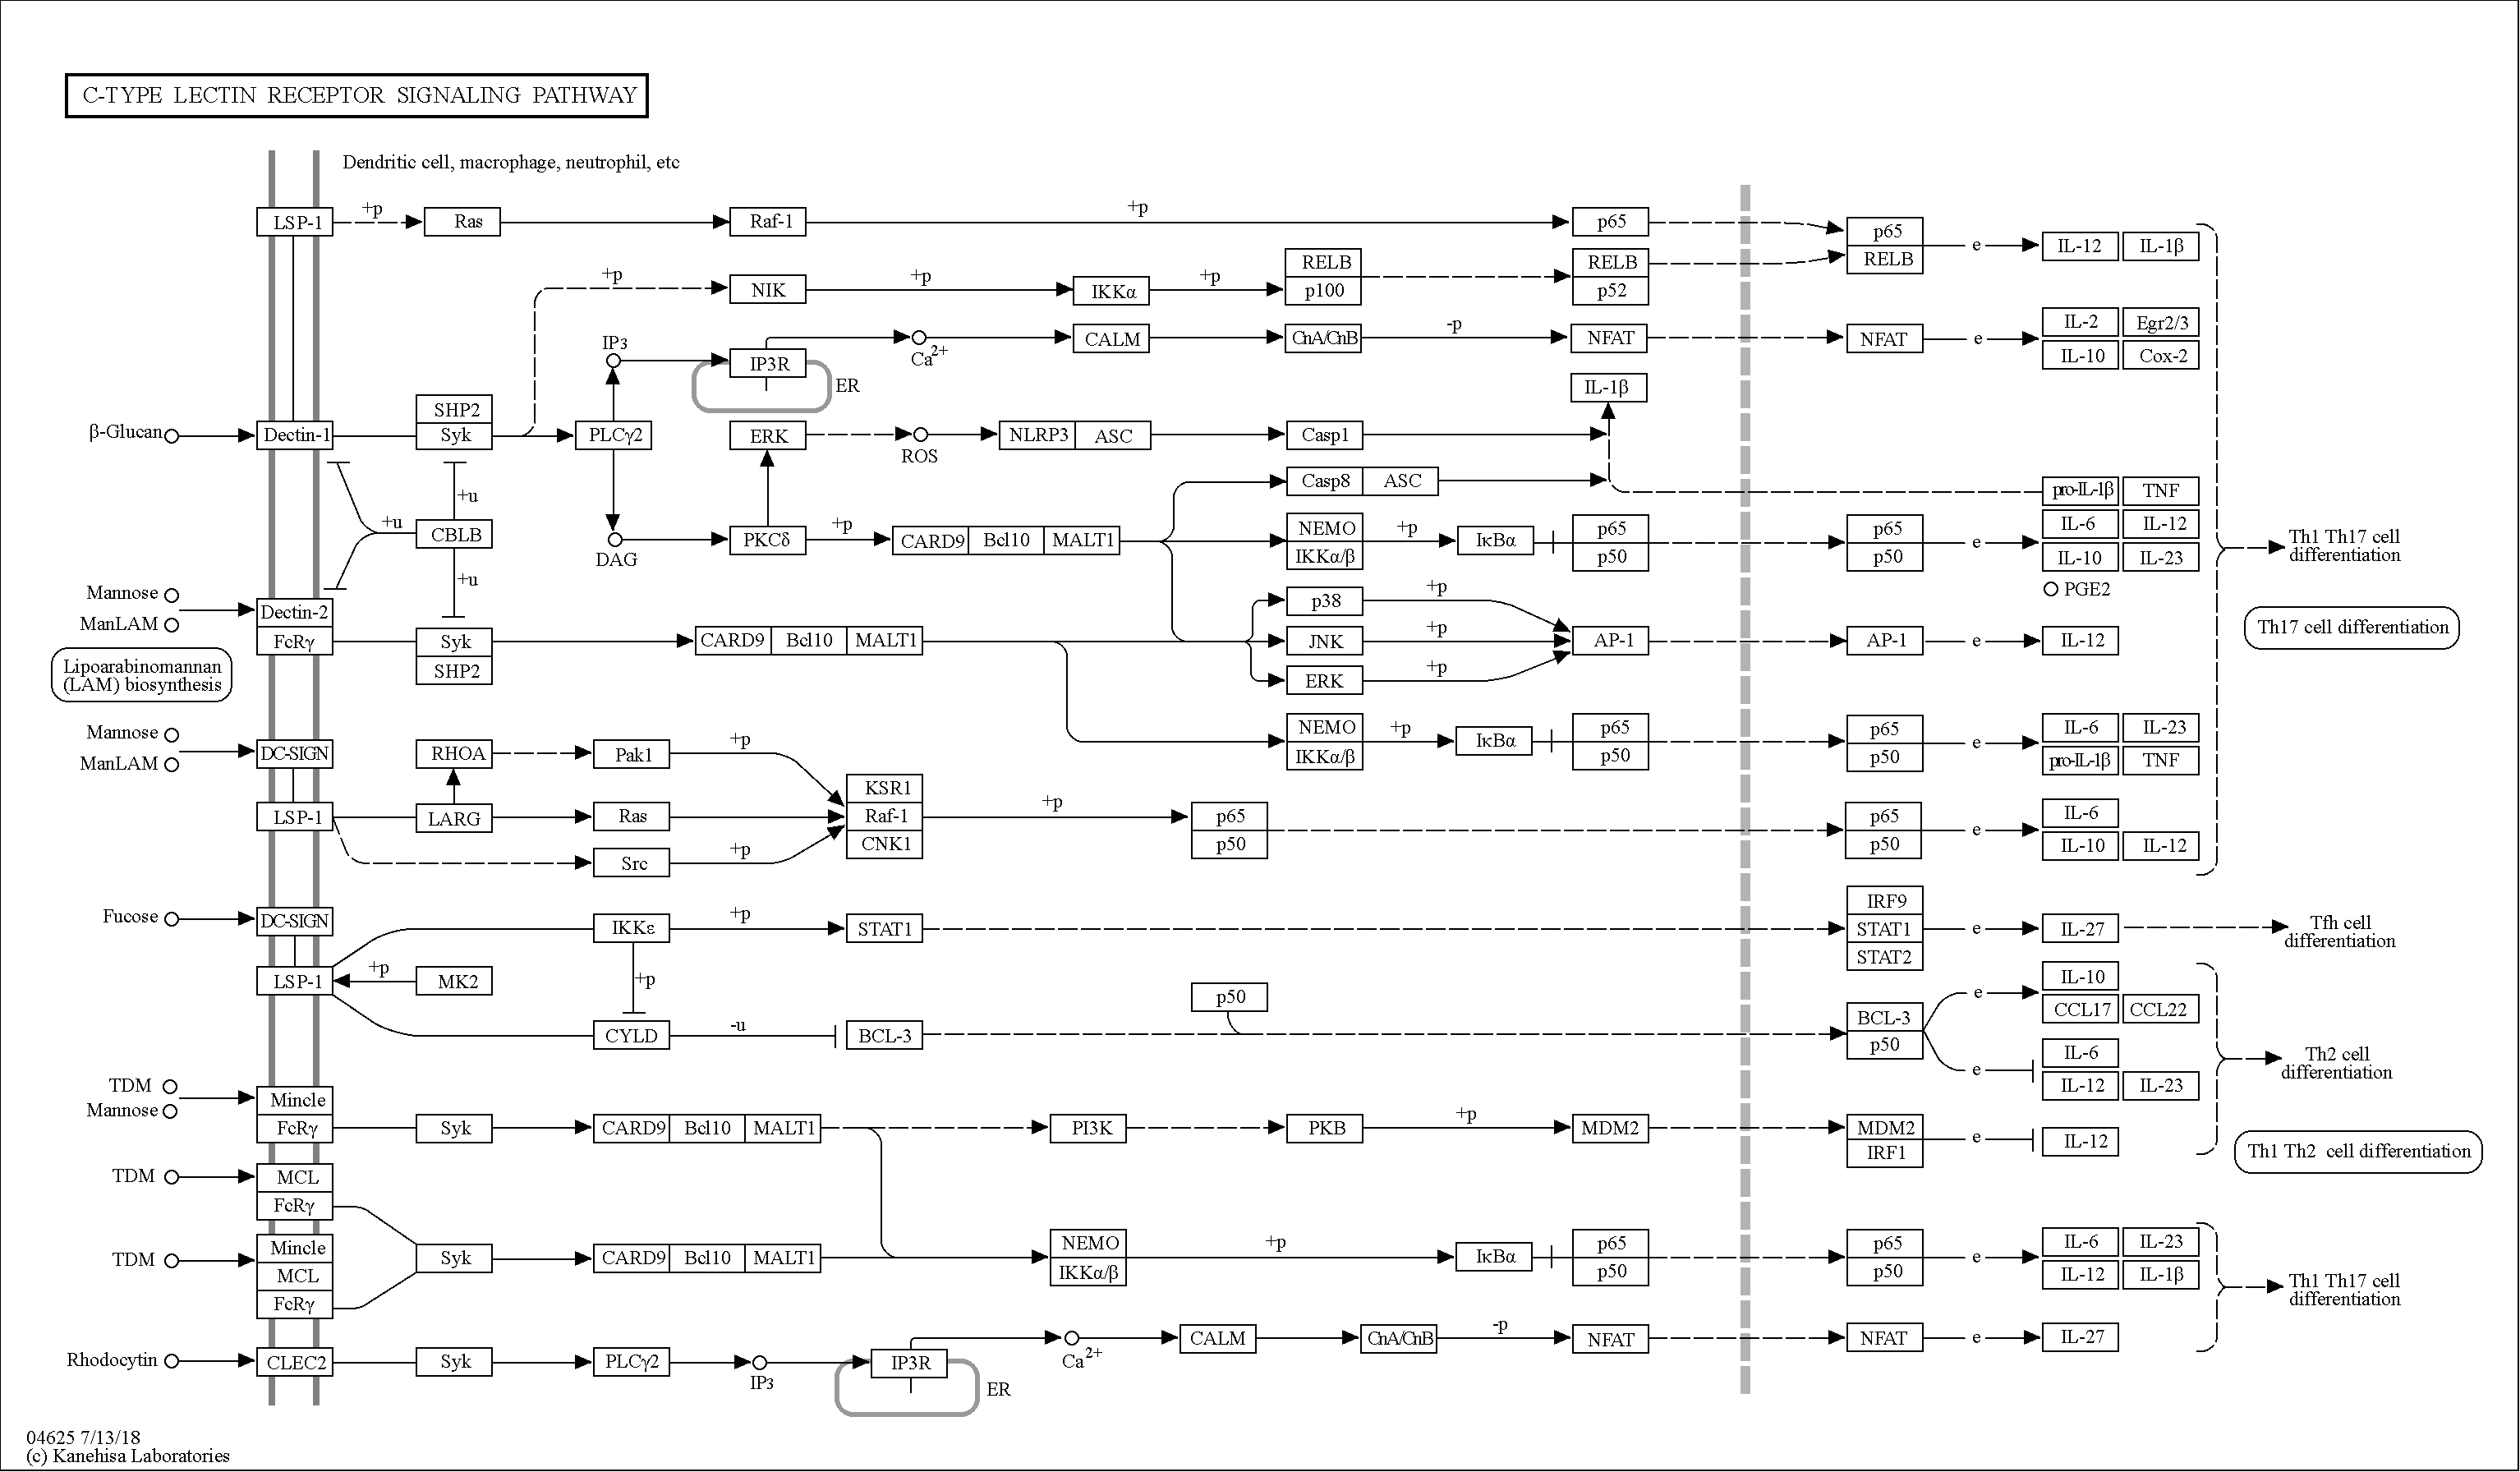 C-TYPE LECTIN RECEPTOR SIGNALING PATHWAY
Dendritic cell, macrophage, neutrophil, etc
LSP-1 +p Ras Raf-1 +p p65 p65 RELB e IL-12 IL-1β
+p NIK +p IKKα +p RELB p100 RELB p52
IP3 IP3R ER Ca2+ CALM CnA/CnB -p NFAT NFAT e IL-2 Egr2/3
IL-10 Cox-2
IL-1β
β-Glucan Dectin-1 SHP2 Syk PLCγ2 ERK ROS NLRP3 ASC Casp1
+u Casp8 ASC pro-IL-1β TNF
+u CBLB DAG PKCδ +p CARD9 Bcl10 MALT1 NEMO IKKα/β +p IκBα p65 p50 p65 p50 e IL-6 IL-12
IL-10 IL-23
Th1 Th17 cell
differentiation
+u
PGE2
Mannose
ManLAM
Dectin-2 FcRγ Syk SHP2 CARD9 Bcl10 MALT1 p38 +p
JNK +p AP-1 AP-1 e IL-12
ERK +p
Th17 cell differentiation
Lipoarabinomannan
(LAM) biosynthesis
NEMO IKKα/β +p IκBα p65 p50 p65 p50 e IL-6 IL-23
pro-IL-1β TNF
Mannose
ManLAM
DC-SIGN RHOA Pak1 +p
LSP-1 LARG Ras KSR1 Raf-1 CNK1 +p p65 p50 p65 p50 e IL-6
IL-10 IL-12
Src +p
Fucose DC-SIGN IKKε +p STAT1 IRF9 STAT1 STAT2 e IL-27 Tfh cell
differentiation
LSP-1 +p MK2 +p
CYLD -u BCL-3 p50 BCL-3 p50 e IL-10
CCL17 CCL22
e IL-6
IL-12 IL-23
Th2 cell
differentiation
TDM
Mannose
Mincle FcRγ Syk CARD9 Bcl10 MALT1 PI3K PKB +p MDM2 MDM2 IRF1 e IL-12
Th1 Th2 cell differentiation
TDM MCL FcRγ
TDM Mincle MCL FcRγ Syk CARD9 Bcl10 MALT1 NEMO IKKα/β +p IκBα p65 p50 p65 p50 e IL-6 IL-23
IL-12 IL-1β
Th1 Th17 cell
differentiation
Rhodocytin CLEC2 Syk PLCγ2 IP3 IP3R ER Ca2+ CALM CnA/CnB -p NFAT NFAT e IL-27
04625 7/13/18
(c) Kanehisa Laboratories